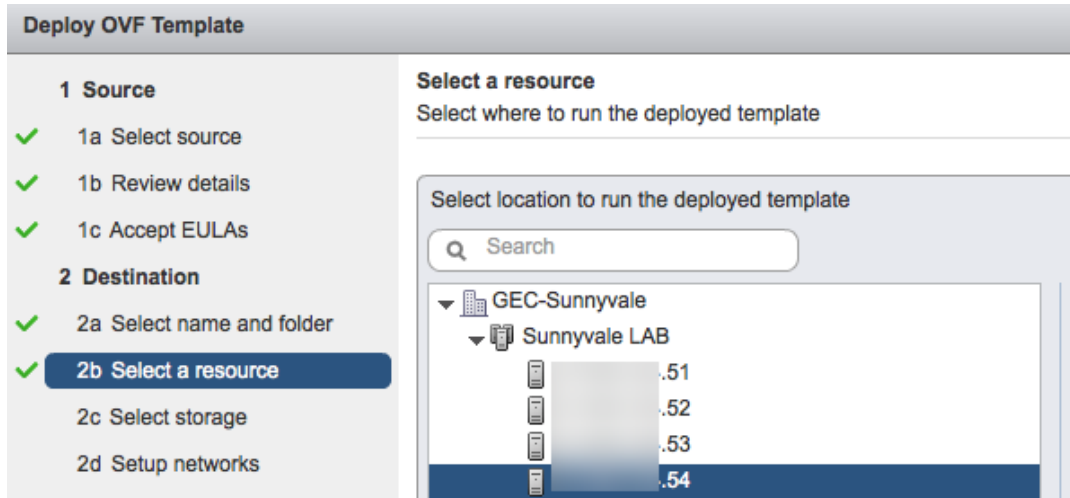 Deploy OVF Template
1 Source
1a Select source
1b Review details
1c Accept EULAs
2 Destination
2a Select name and folder
2b Select a resource
2c Select storage
2d Setup networks
Select a resource
Select where to run the deployed template
Select location to run the deployed template
Search
GEC-Sunnyvale
Sunnyvale LAB
.51
.52
.53
.54